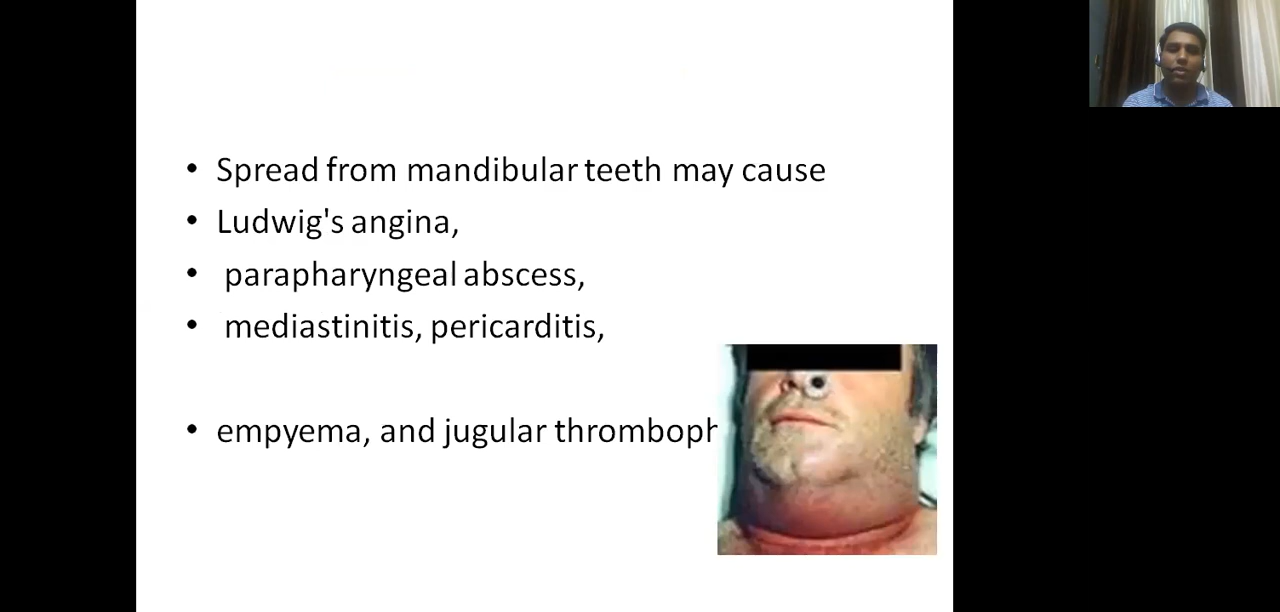 • Spread from mandibular teeth may cause
• Ludwig's angina,
• parapharyngeal abscess,
• mediastinitis, pericarditis,
• empyema, and jugular thromboph